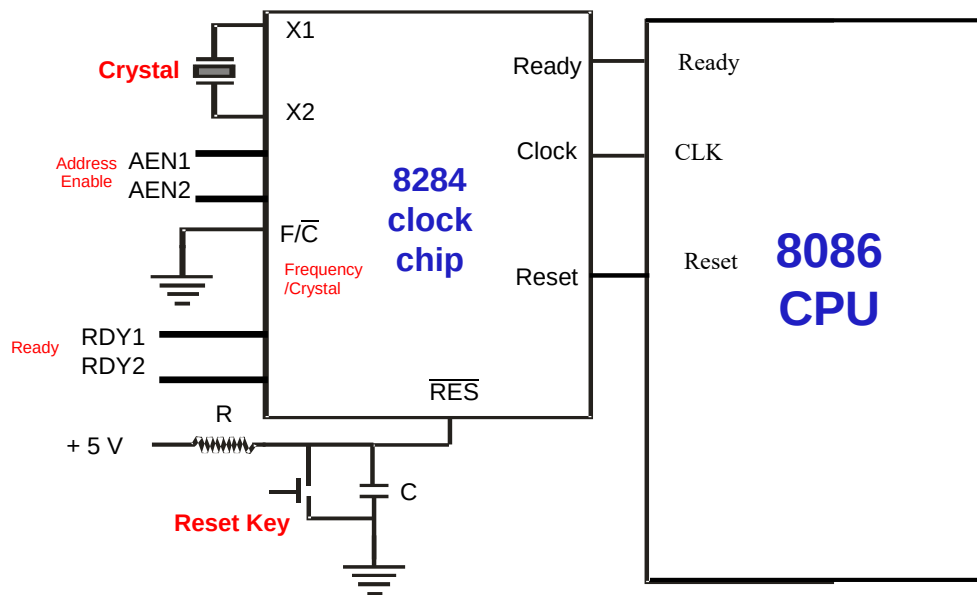 X1
Crystal
X2
Address
Enable
AEN1
AEN2
F/C̅
Frequency
/Crystal
Ready
RDY1
RDY2
8284
clock
chip
Ready
Clock
Reset
R̅E̅S̅
Ready
CLK
Reset
8086
CPU
R
+ 5 V
C
Reset Key